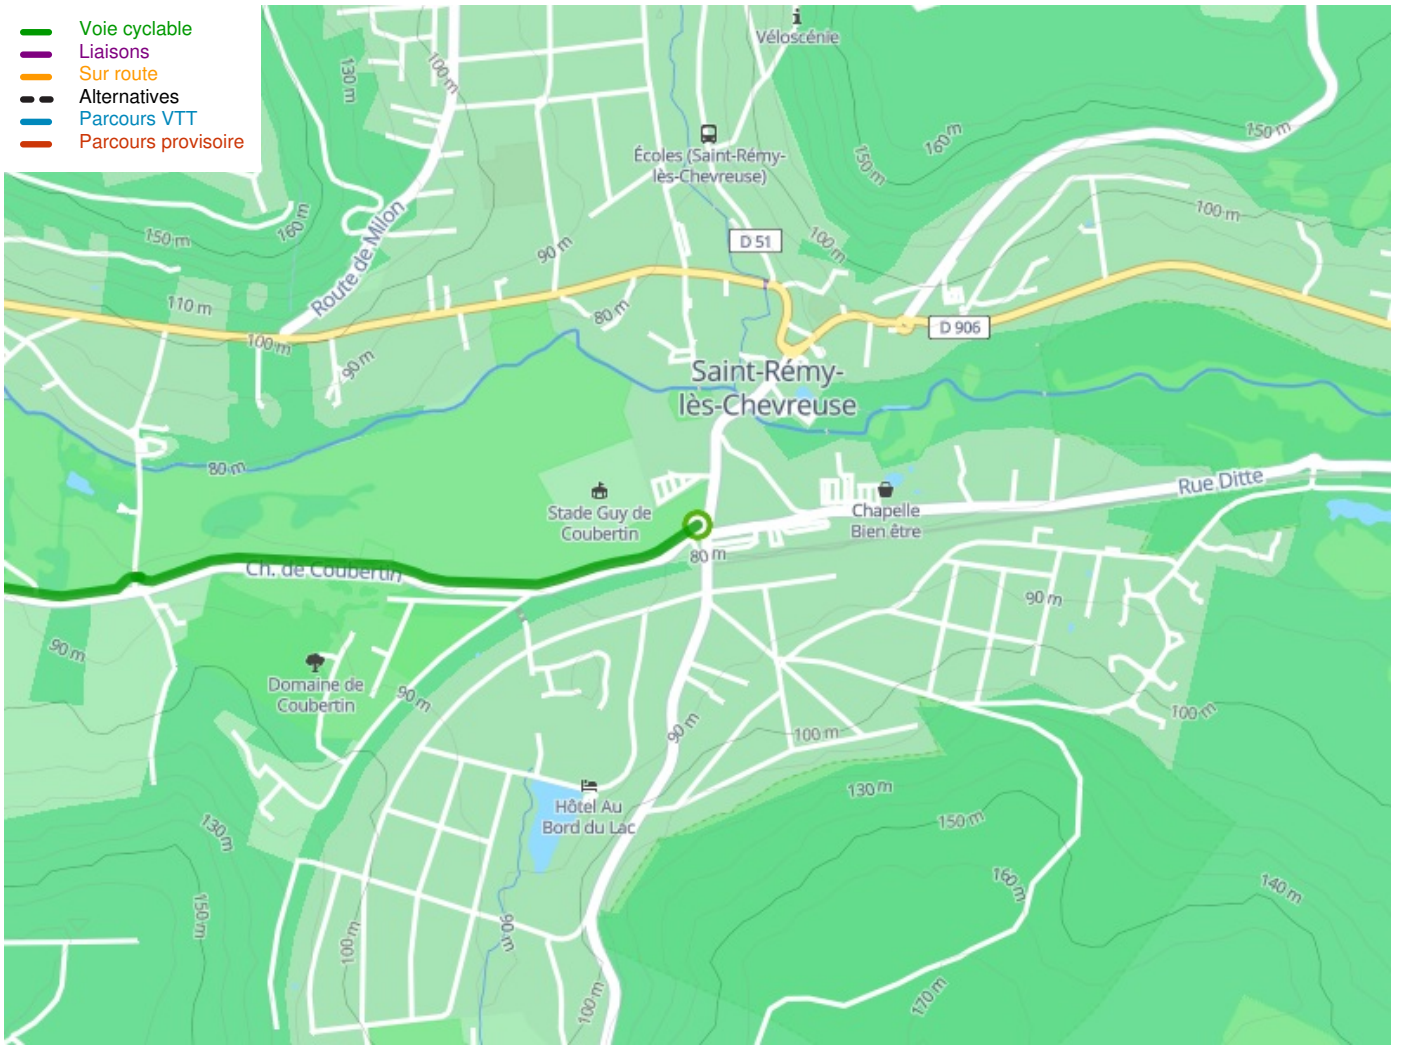 Voie cyclable
Liaisons
Sur route
Alternatives
Parcours VTT
Parcours provisoire
Véloscénie
130 m
100 m
Écoles (Saint-Rémy-
lès-Chevreuse)
160 m
150 m
150 m
150 m
160 m
Route de Milon
90 m
D 51
100 m
100 m
110 m
80 m
100 m
90 m
D 906
Saint-Rémy-
lès-Chevreuse
80 m
Stade Guy de
Coubertin
Chapelle
Bien être
Rue Ditte
80 m
Ch. de Coubertin
90 m
90 m
Domaine de
Coubertin
90 m
90 m
100 m
100 m
Hôtel Au
Bord du Lac
130 m
150 m
130 m
160 m
140 m
150 m
100 m
90 m
100 m
170 m